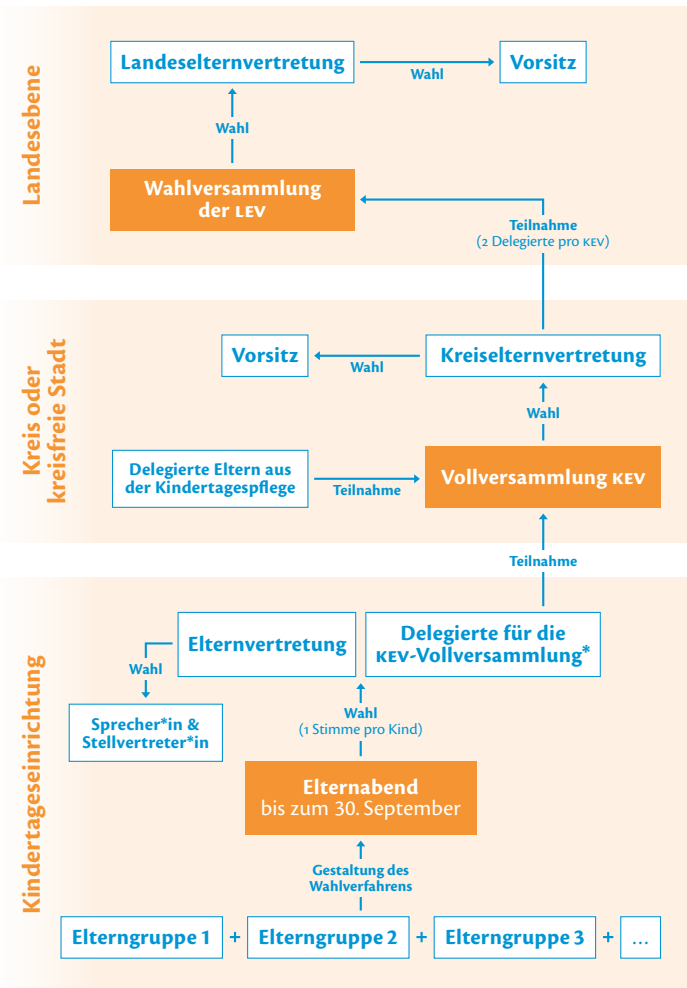 Landesebene
Landeselternvertretung
Wahl
Vorsitz
Wahl
Wahlversammlung
der LEV
Teilnahme
(2 Delegierte pro KEV)
Kreis oder
kreisfreie Stadt
Vorsitz
Wahl
Kreiselternvertretung
Wahl
Delegierte Eltern aus
der Kindertagespflege
Teilnahme
Vollversammlung KEV
Teilnahme
Kindertageseinrichtung
Elternvertretung
Delegierte für die
KEV-Vollversammlung*
Wahl
Sprecher*in &
Stellvertreter*in
Wahl
(1 Stimme pro Kind)
Elternabend
bis zum 30. September
Gestaltung des
Wahlverfahrens
Elterngruppe 1 + Elterngruppe 2 + Elterngruppe 3 + ...